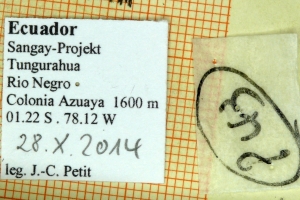 Ecuador
Sangay-Projekt
Tungurahua
Rio Negro
Colonia Azuaya 1600 m
01.22 S . 78.12 W
28.X.2014
leg. J.-C. Petit